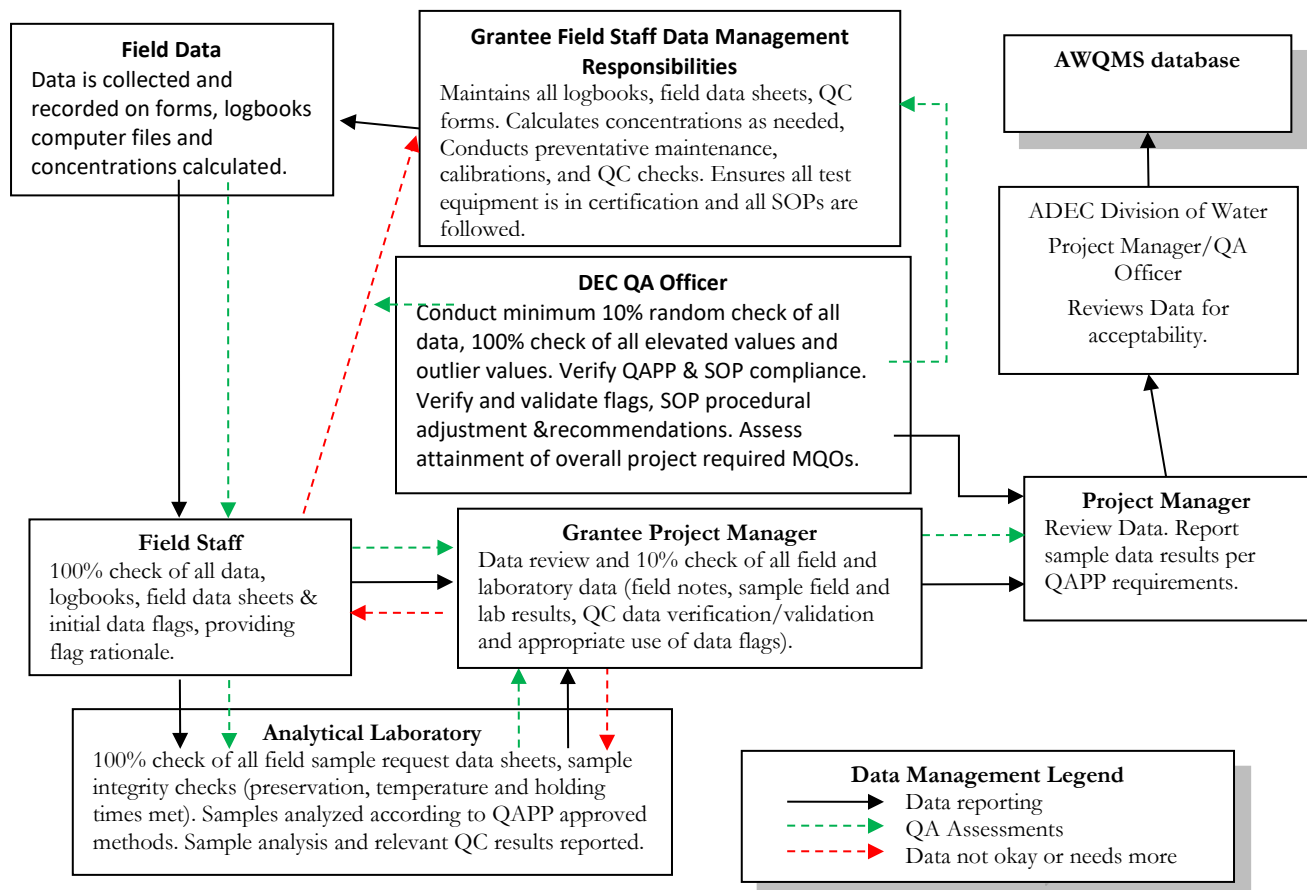 Field Data
Data is collected and
recorded on forms, logbooks
computer files and
concentrations calculated.
Grantee Field Staff Data Management
Responsibilities
Maintains all logbooks, field data sheets, QC
forms. Calculates concentrations as needed,
Conducts preventative maintenance,
calibrations, and QC checks. Ensures all test
equipment is in certification and all SOPs are
followed.
AWQMS database
ADEC Division of Water
Project Manager/QA
Officer
Reviews Data for
acceptability.
DEC QA Officer
Conduct minimum 10% random check of all
data, 100% check of all elevated values and
outlier values. Verify QAPP & SOP compliance.
Verify and validate flags, SOP procedural
adjustment &recommendations. Assess
attainment of overall project required MQOs.
Field Staff
100% check of all data,
logbooks, field data sheets &
initial data flags, providing
flag rationale.
Grantee Project Manager
Data review and 10% check of all field and
laboratory data (field notes, sample field and
lab results, QC data verification/validation
and appropriate use of data flags).
Project Manager
Review Data. Report
sample data results per
QAPP requirements.
Analytical Laboratory
100% check of all field sample request data sheets, sample
integrity checks (preservation, temperature and holding
times met). Samples analyzed according to QAPP approved
methods. Sample analysis and relevant QC results reported.
Data Management Legend
Data reporting
QA Assessments
Data not okay or needs more